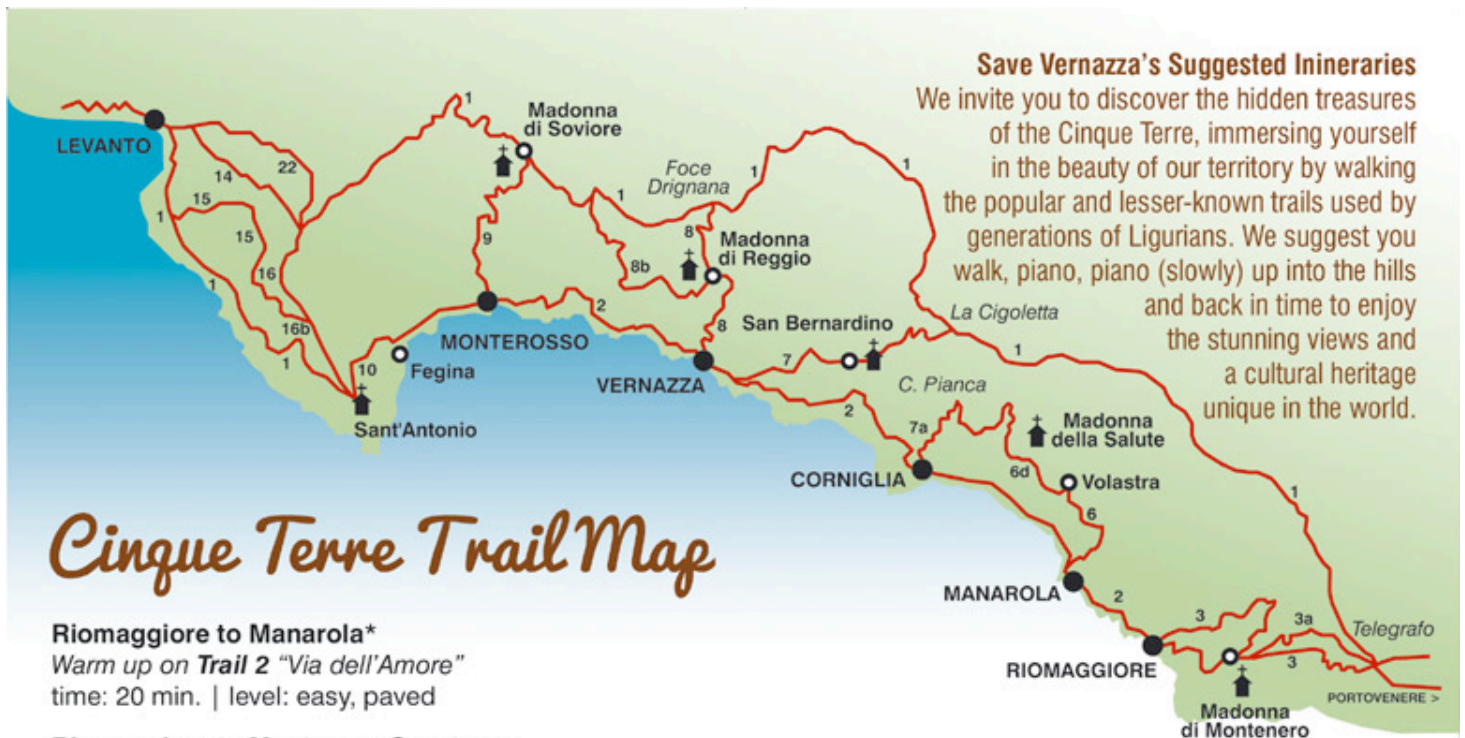 Save Vernazza's Suggested Inineraries
We invite you to discover the hidden treasures
of the Cinque Terre, immersing yourself
in the beauty of our territory by walking
the popular and lesser-known trails used by
generations of Ligurians. We suggest you
walk, piano, piano (slowly) up into the hills
and back in time to enjoy
the stunning views and
a cultural heritage
unique in the world.
LEVANTO
1
Madonna
di Soviore
22
14
15
1
15
16
1
16b
1
10
Sant'Antonio
Fegina
9
MONTEROSSO
2
Foce
Drignana
1
1
1
8
8b
Madonna
di Reggio
8
VERNAZZA
San Bernardino
7
La Cigoletta
1
2
C. Pianca
7a
CORNIGLIA
Madonna
della Salute
6d
Volastra
6
1
MANAROLA
2
RIOMAGGIORE
3
3a
3
Telegrafo
PORTOVENERE >
Madonna
di Montenero
Cinque Terre Trail Map
Riomaggiore to Manarola*
Warm up on Trail 2 "Via dell'Amore"
time: 20 min. | level: easy, paved